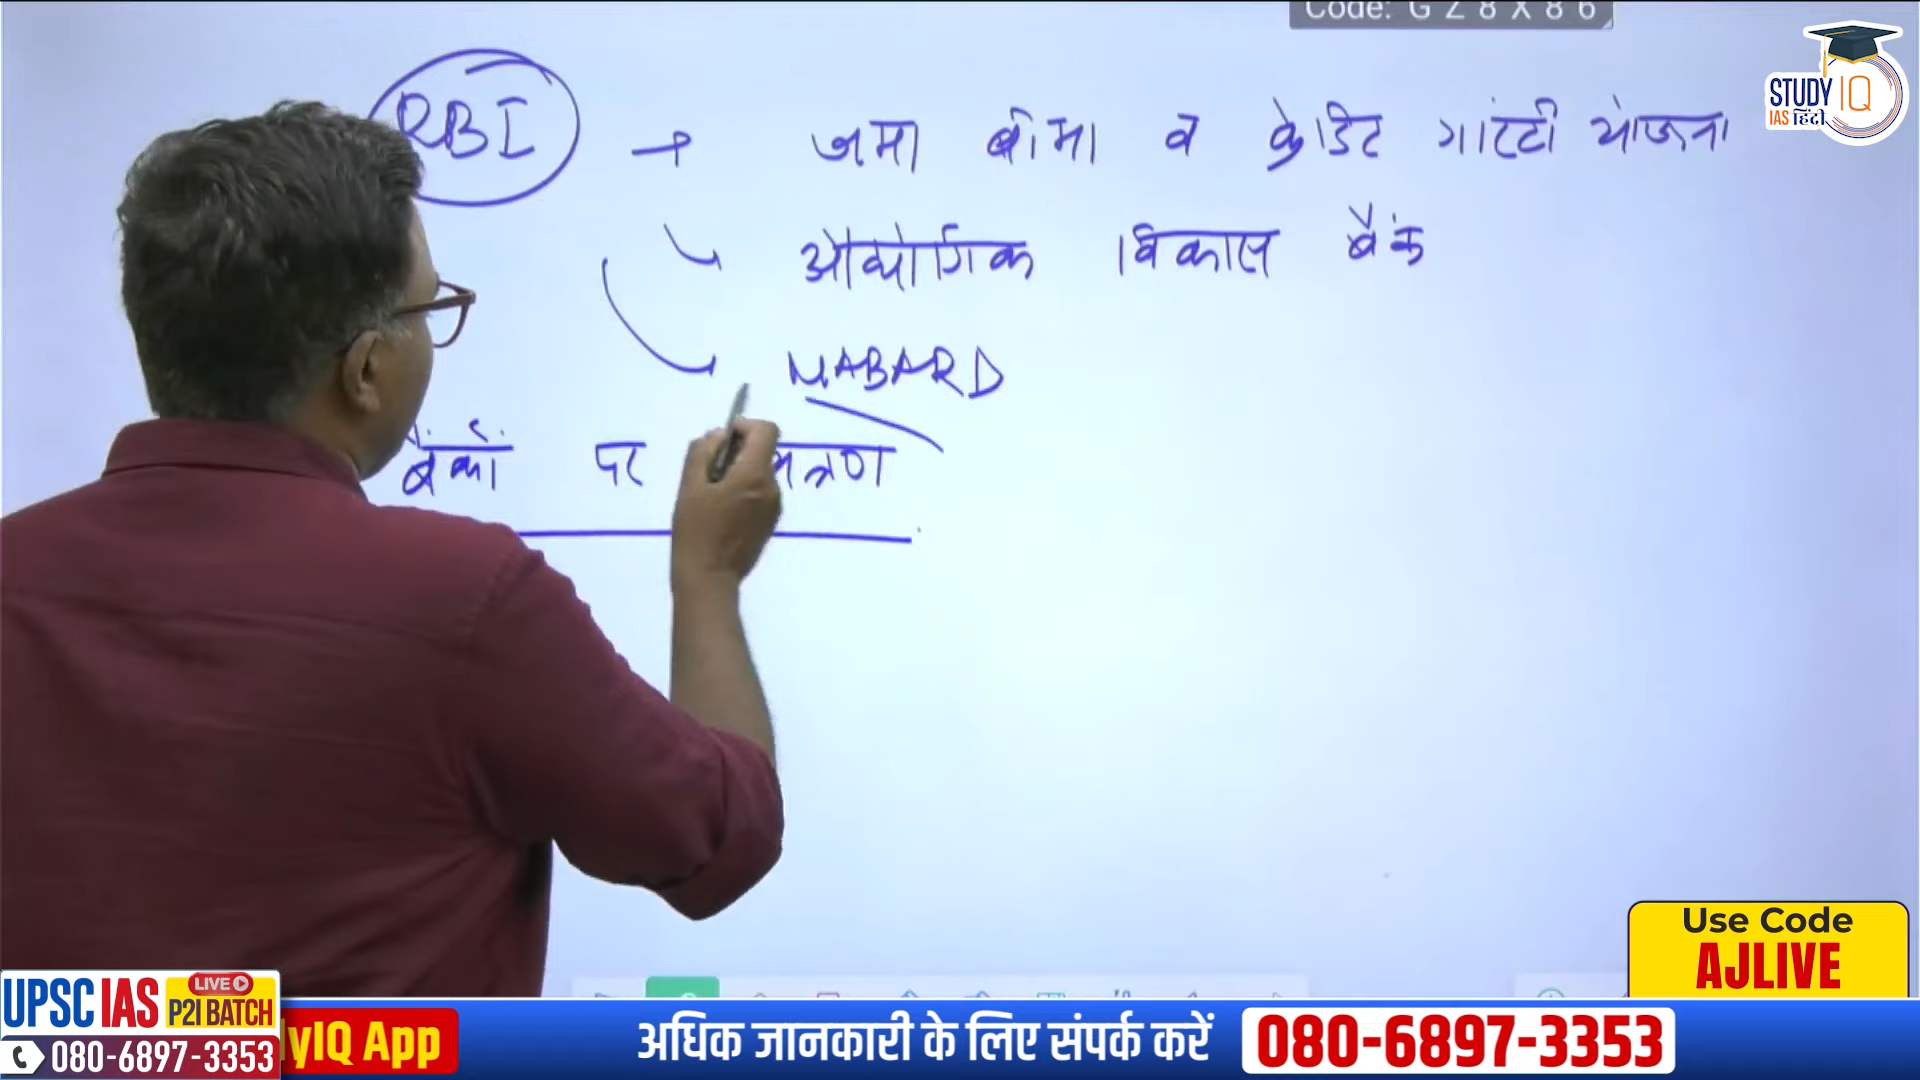 Code: G Z 8 X 8 6
STUDY IQ
IAS हिंदी
RBI → जमा बीमा व क्रेडिट गारंटी योजना
औद्योगिक विकास बैंक
NABARD
बैंकों पर
Use Code
AJLIVE
UPSC IAS LIVE P2I BATCH
080-6897-3353
yIQ App
अधिक जानकारी के लिए संपर्क करें 080-6897-3353